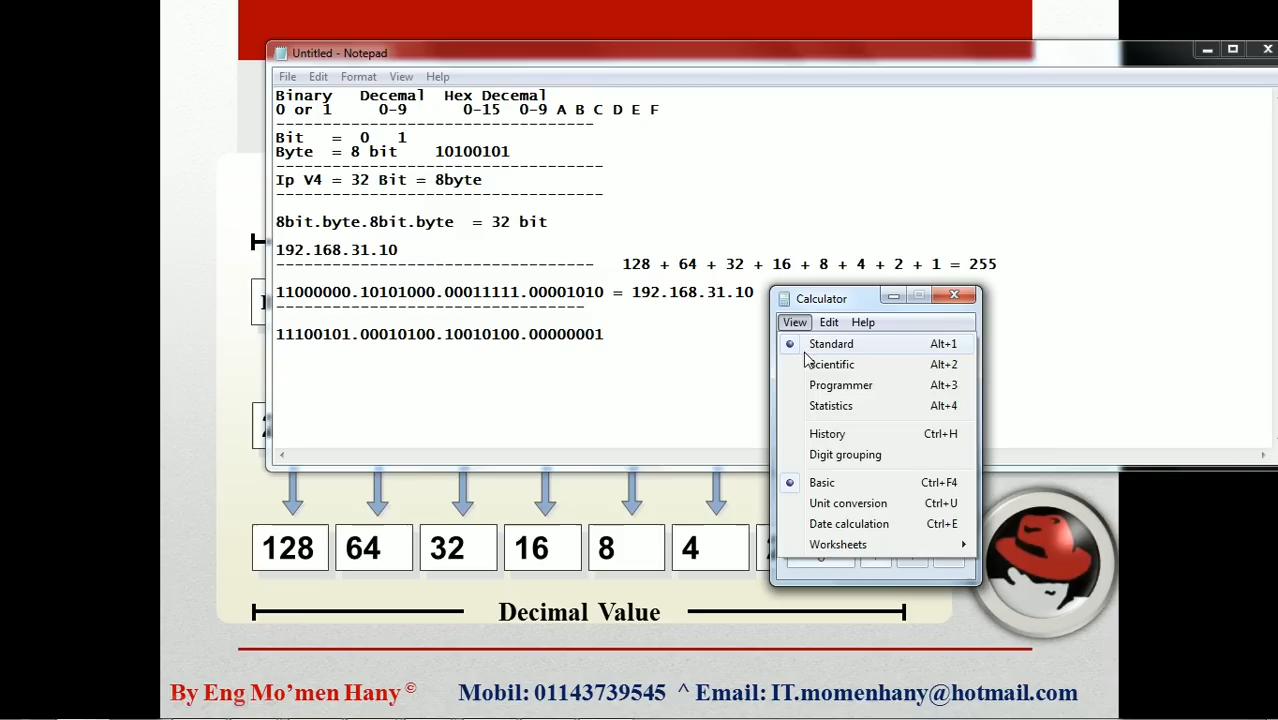 Untitled - Notepad
File Edit Format View Help
Binary Decemal Hex Decemal
0 or 1 0-9 0-15 0-9 A B C D E F
----------------------------------
Bit = 0 1
Byte = 8 bit 10100101
-----------------------------------
Ip V4 = 32 Bit = 8byte
-----------------------------------
8bit.byte.8bit.byte = 32 bit
192.168.31.10
----------------------------------
128 + 64 + 32 + 16 + 8 + 4 + 2 + 1 = 255
11000000.10101000.00011111.00001010 = 192.168.31.10
---------------------------------
11100101.00010100.10010100.00000001
Calculator
View Edit Help
Standard Alt+1
Scientific Alt+2
Programmer Alt+3
Statistics Alt+4
History Ctrl+H
Digit grouping
Basic Ctrl+F4
Unit conversion Ctrl+U
Date calculation Ctrl+E
Worksheets
128 64 32 16 8 4
Decimal Value
By Eng Mo’men Hany © Mobil: 01143739545 ^ Email: IT.momenhany@hotmail.com